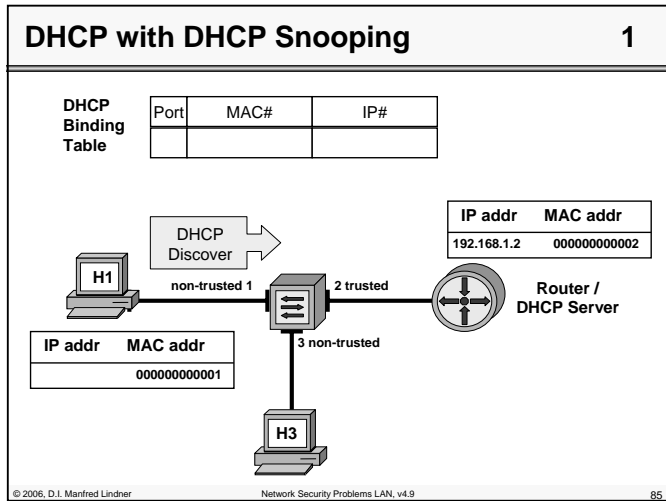 DHCP with DHCP Snooping 1
DHCP
Binding
Table
Port MAC# IP#
DHCP
Discover
IP addr MAC addr
192.168.1.2 000000000002
H1
non-trusted 1
2 trusted
Router /
DHCP Server
3 non-trusted
IP addr MAC addr
000000000001
H3
© 2006, D.I. Manfred Lindner Network Security Problems LAN, v4.9 85